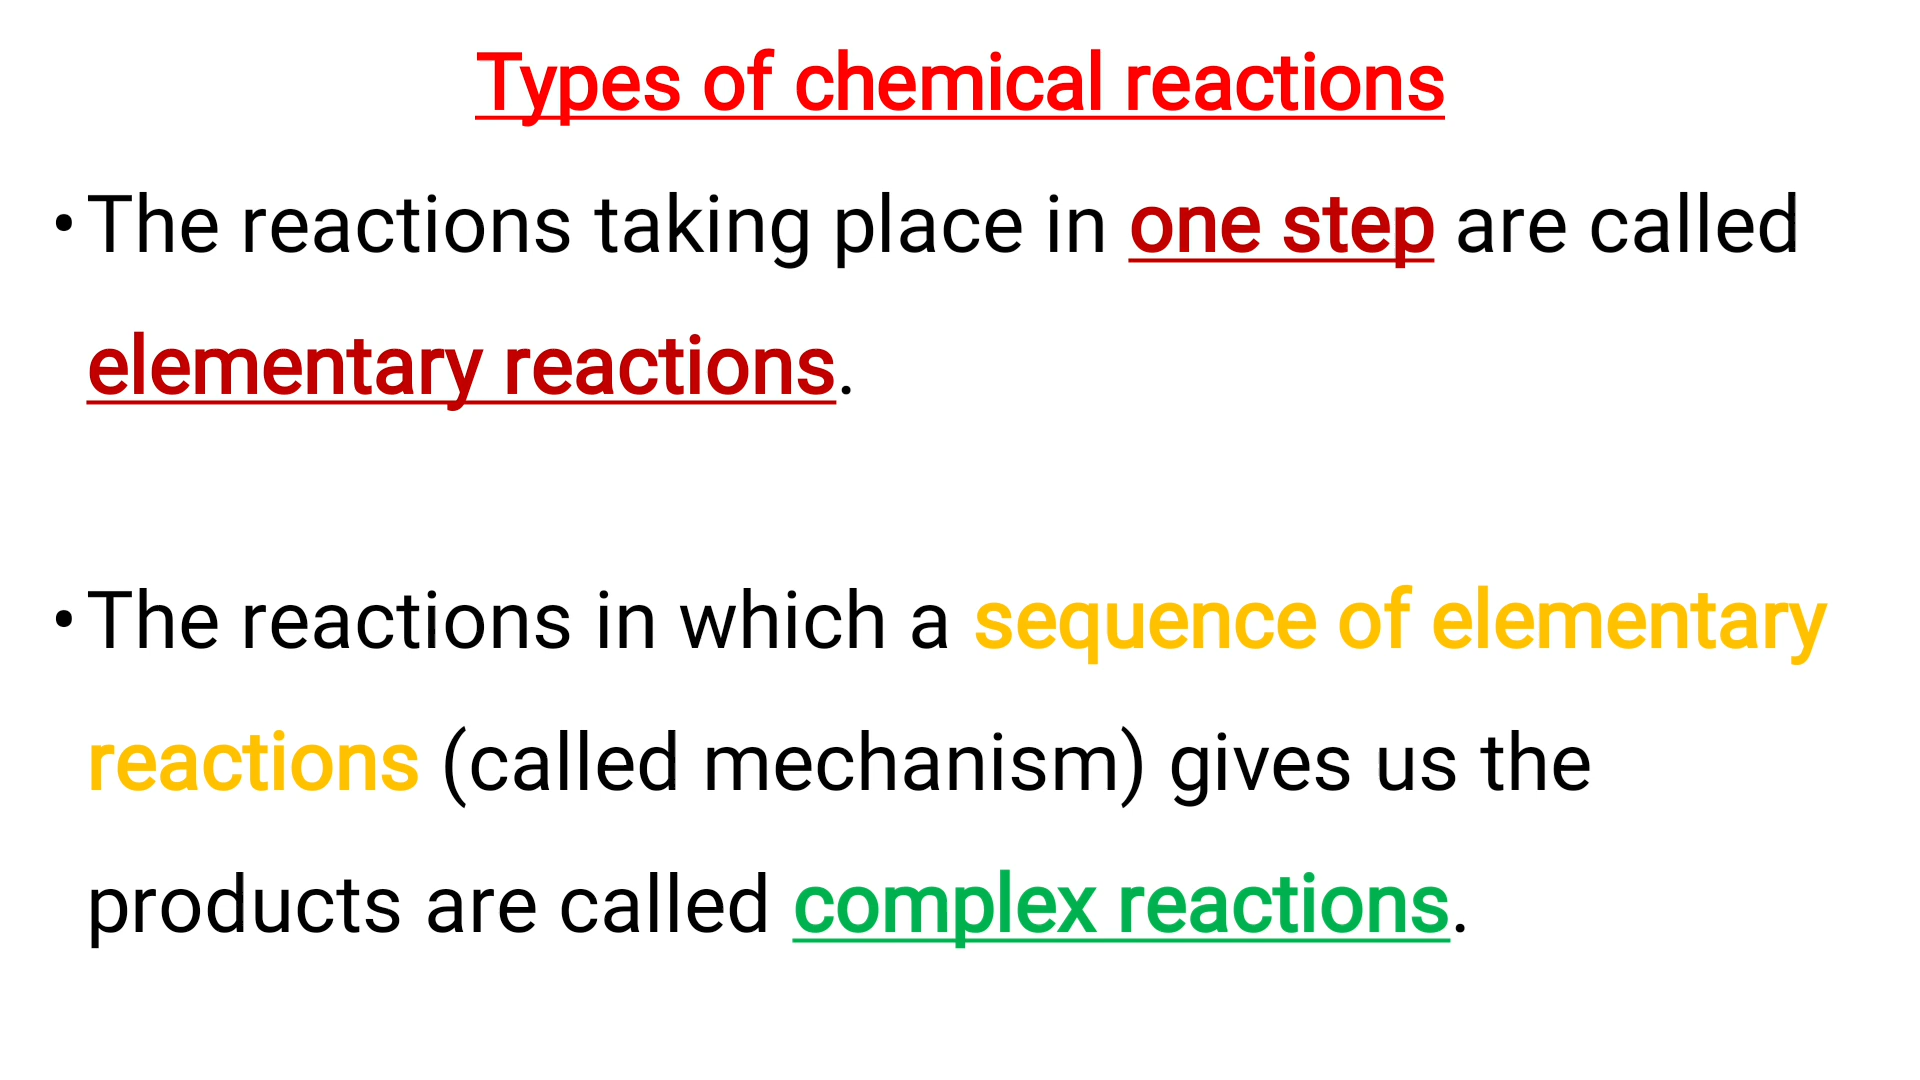 Types of chemical reactions
• The reactions taking place in one step are called
elementary reactions.
• The reactions in which a sequence of elementary
reactions (called mechanism) gives us the
products are called complex reactions.